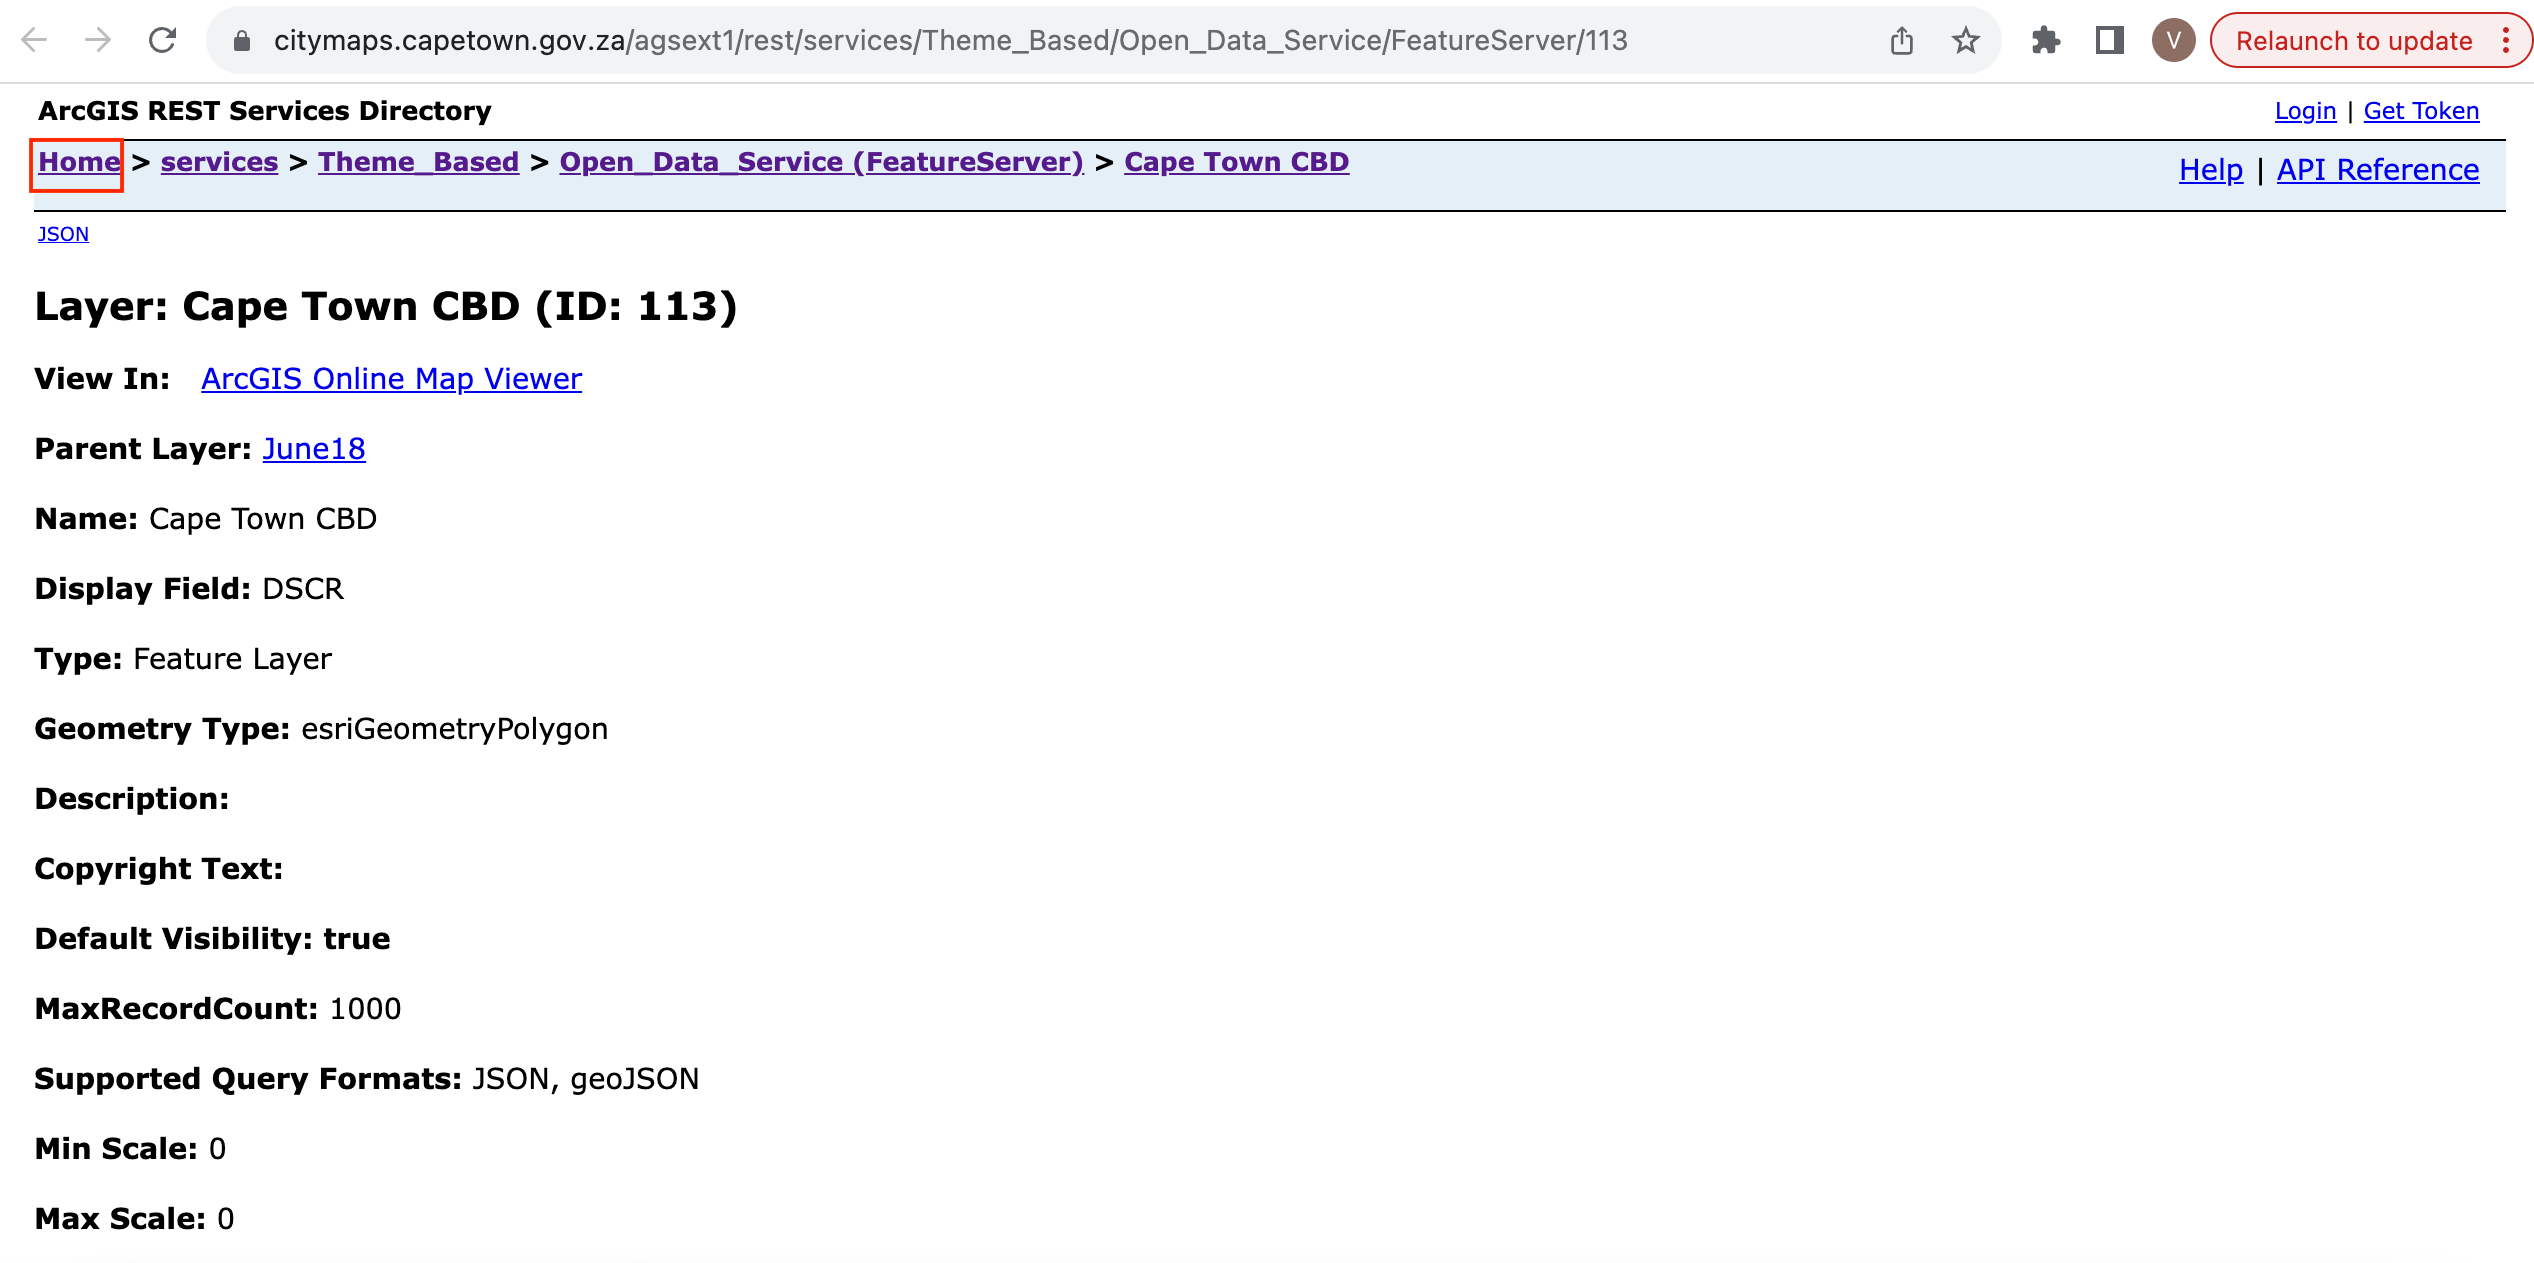 citymaps.capetown.gov.za/agsext1/rest/services/Theme_Based/Open_Data_Service/FeatureServer/113
V
Relaunch to update
ArcGIS REST Services Directory
Login | Get Token
Home > services > Theme_Based > Open_Data_Service (FeatureServer) > Cape Town CBD
Help | API Reference
JSON
Layer: Cape Town CBD (ID: 113)
View In: ArcGIS Online Map Viewer
Parent Layer: June18
Name: Cape Town CBD
Display Field: DSCR
Type: Feature Layer
Geometry Type: esriGeometryPolygon
Description:
Copyright Text:
Default Visibility: true
MaxRecordCount: 1000
Supported Query Formats: JSON, geoJSON
Min Scale: 0
Max Scale: 0